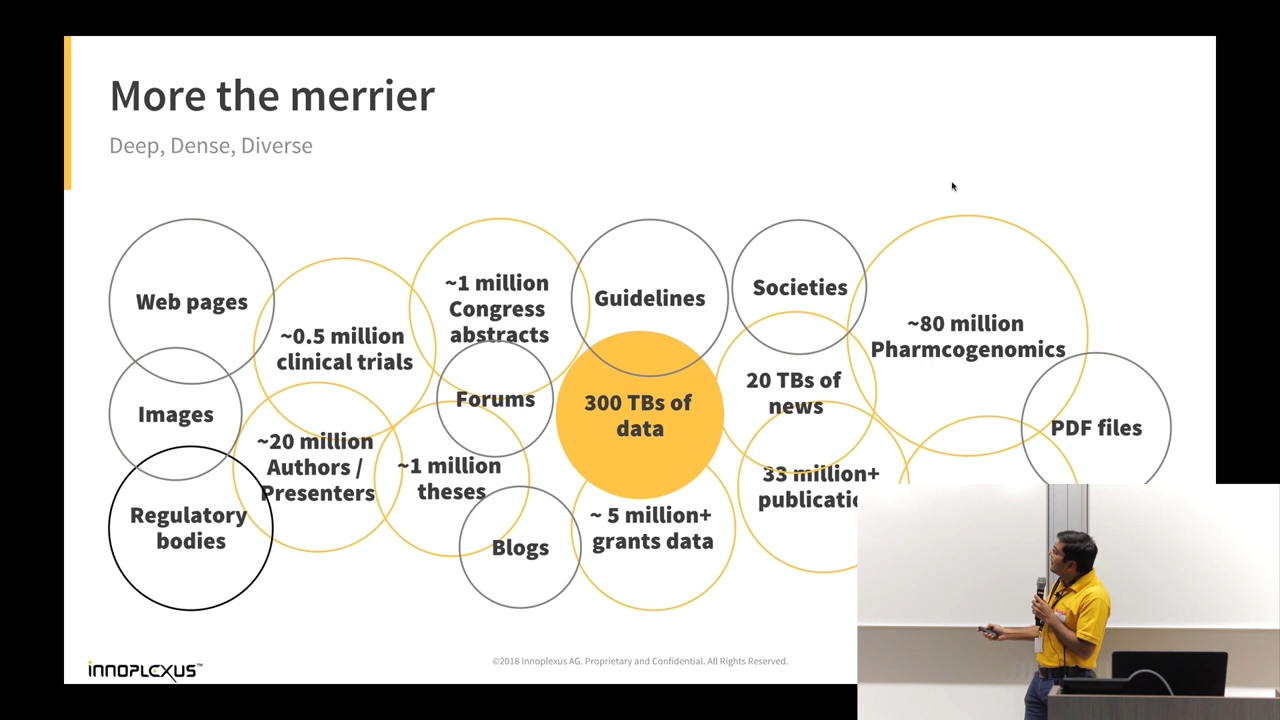 More the merrier
Deep, Dense, Diverse
Web pages
~0.5 million
clinical trials
~1 million
Congress
abstracts
Guidelines
Societies
~80 million
Pharmcogenomics
Images
~20 million
Authors /
Presenters
~1 million
theses
Forums
300 TBs of
data
20 TBs of
news
33 million+
PDF files
Regulatory
bodies
Blogs
~ 5 million+
grants data
INNOPLEXUS™
©2018 Innoplexus AG. Proprietary and Confidential. All Rights Reserved.